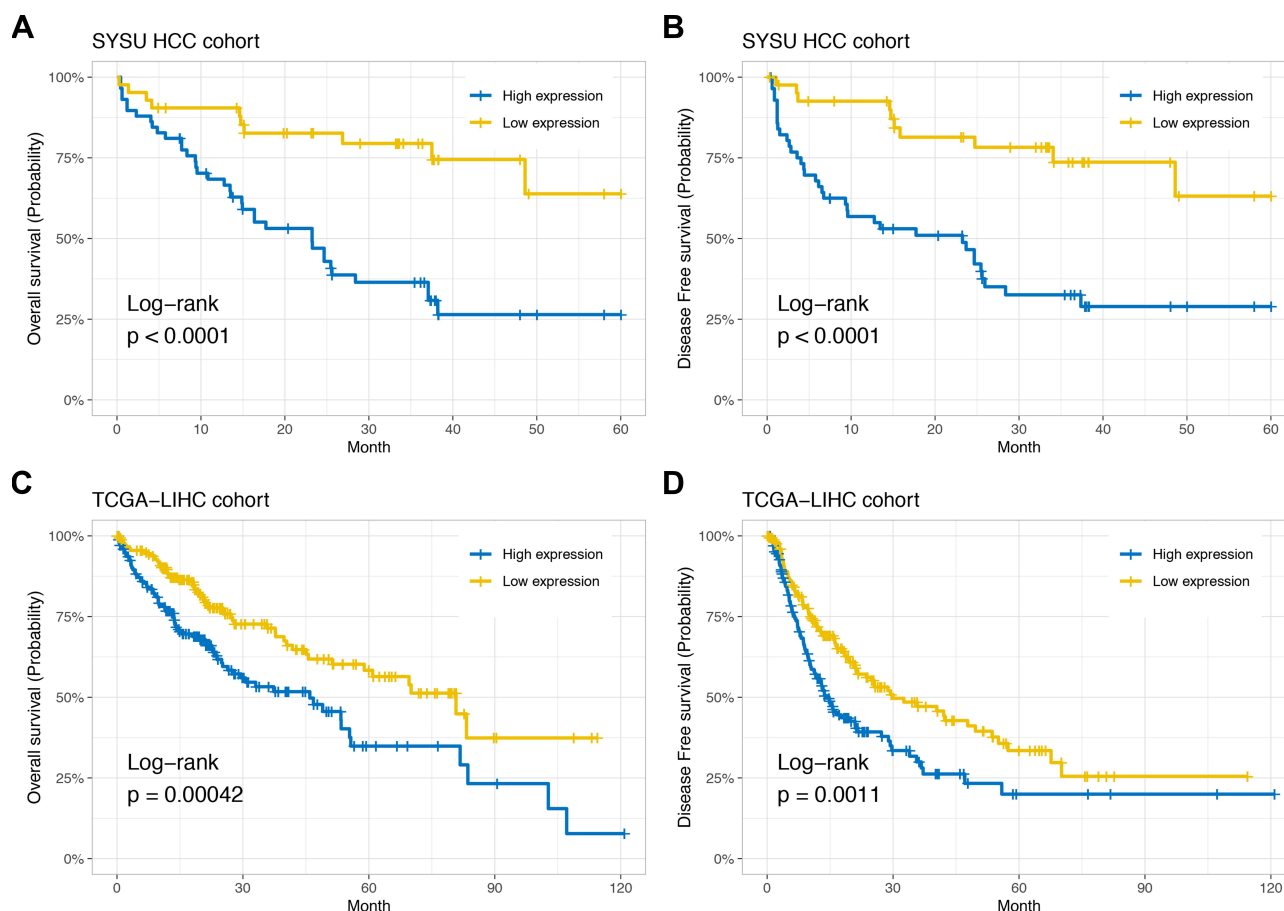 A
SYSU HCC cohort
Overall survival (Probability)
100%
75%
50%
25%
0%
High expression
Low expression
Log−rank
p < 0.0001
0 10 20 30 40 50 60
Month
B
SYSU HCC cohort
Disease Free survival (Probability)
100%
75%
50%
25%
0%
High expression
Low expression
Log−rank
p < 0.0001
0 10 20 30 40 50 60
Month
C
TCGA−LIHC cohort
Overall survival (Probability)
100%
75%
50%
25%
0%
High expression
Low expression
Log−rank
p = 0.00042
0 30 60 90 120
Month
D
TCGA−LIHC cohort
Disease Free survival (Probability)
100%
75%
50%
25%
0%
High expression
Low expression
Log−rank
p = 0.0011
0 30 60 90 120
Month